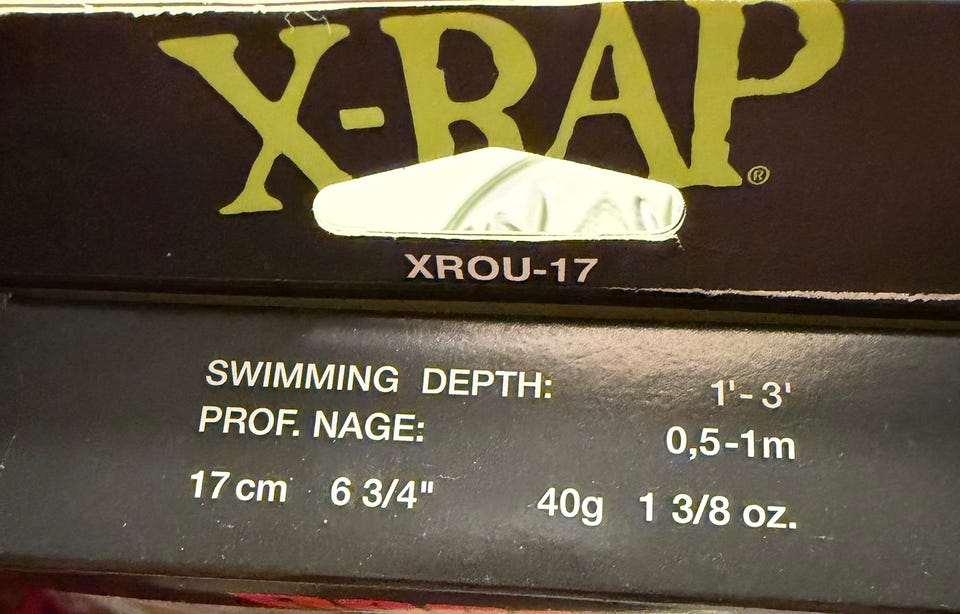 X-RAP®
XROU-17
SWIMMING DEPTH: 1'-3'
PROF. NAGE: 0,5-1m
17cm 6 3/4" 40g 1 3/8 oz.